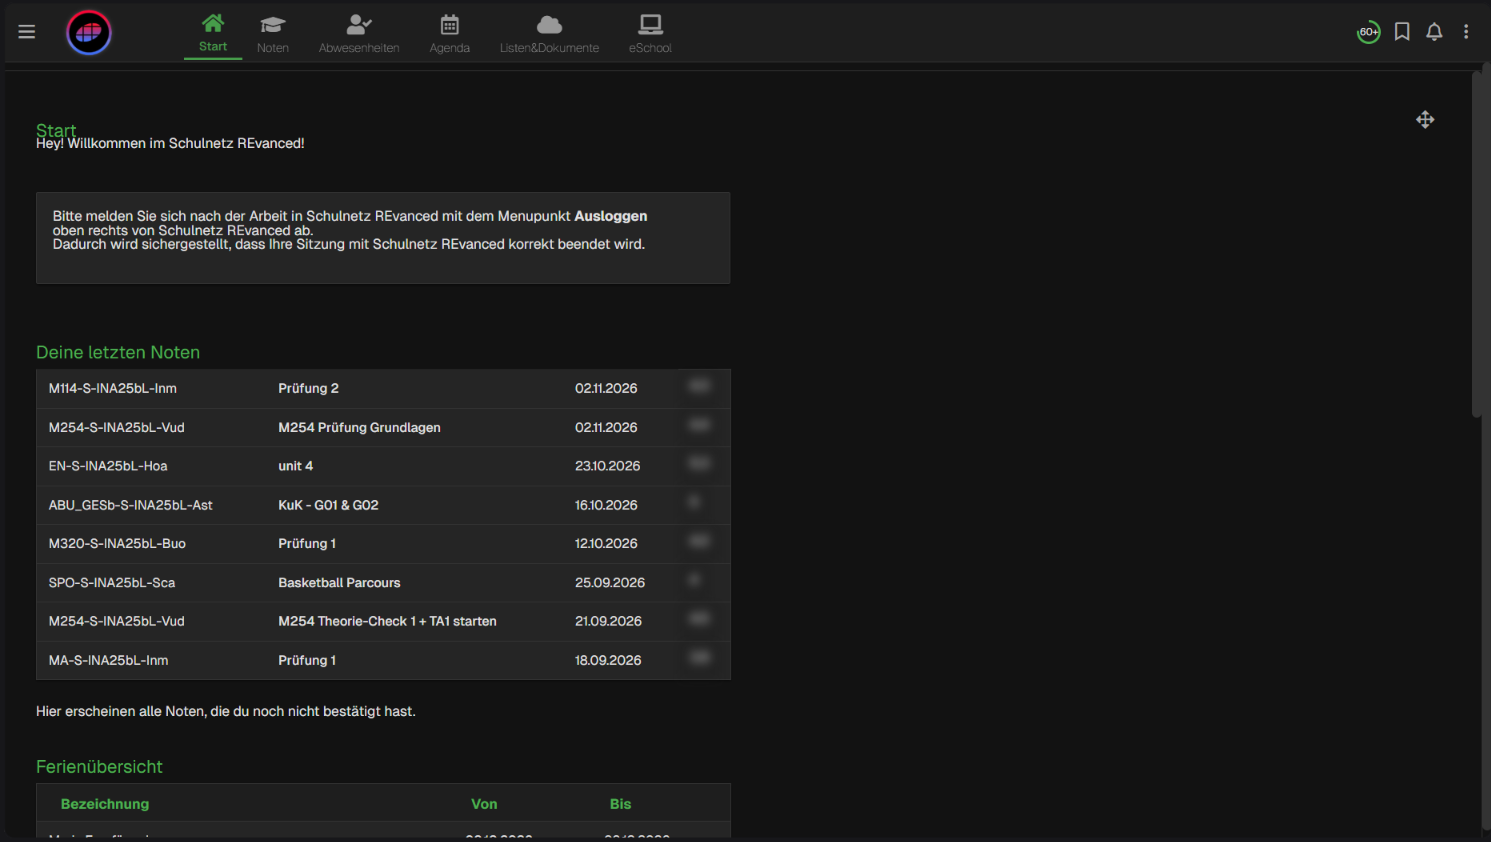 Start
Noten
Abwesenheiten
Agenda
Listen&Dokumente
eSchool
60+
Start
Hey! Willkommen im Schulnetz REvanced!
Bitte melden Sie sich nach der Arbeit in Schulnetz REvanced mit dem Menupunkt Ausloggen
oben rechts von Schulnetz REvanced ab.
Dadurch wird sichergestellt, dass Ihre Sitzung mit Schulnetz REvanced korrekt beendet wird.
Deine letzten Noten
M114-S-INA25bL-Inm Prüfung 2 02.11.2026
M254-S-INA25bL-Vud M254 Prüfung Grundlagen 02.11.2026
EN-S-INA25bL-Hoa unit 4 23.10.2026
ABU_GESb-S-INA25bL-Ast KuK - G01 & G02 16.10.2026
M320-S-INA25bL-Buo Prüfung 1 12.10.2026
SPO-S-INA25bL-Sca Basketball Parcours 25.09.2026
M254-S-INA25bL-Vud M254 Theorie-Check 1 + TA1 starten 21.09.2026
MA-S-INA25bL-Inm Prüfung 1 18.09.2026
Hier erscheinen alle Noten, die du noch nicht bestätigt hast.
Ferienübersicht
Bezeichnung Von Bis